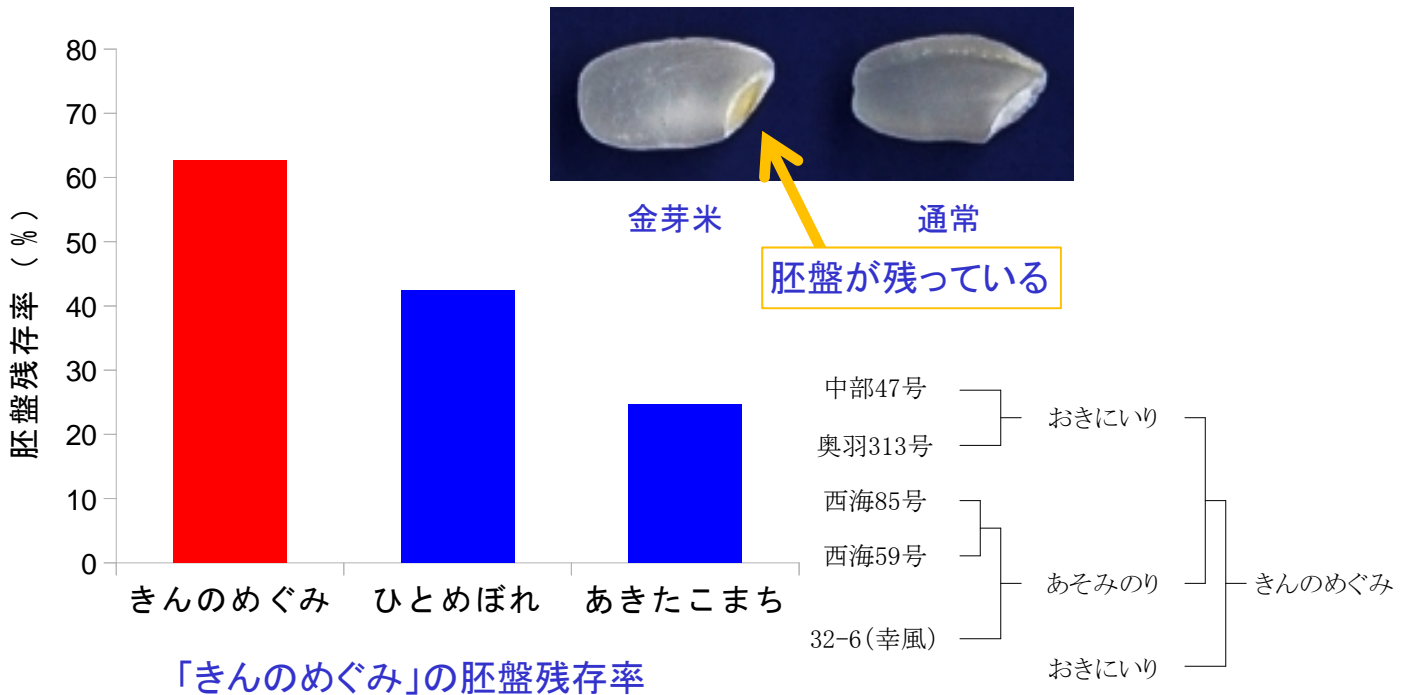 80
70
60
50
40
30
20
10
0
胚盤残存率(%)
きんのめぐみ
ひとめぼれ
あきたこまち
「きんのめぐみ」の胚盤残存率
金芽米
通常
胚盤が残っている
中部47号
奥羽313号
おきにいり
西海85号
西海59号
あそみのり
きんのめぐみ
32-6(幸風)
おきにいり